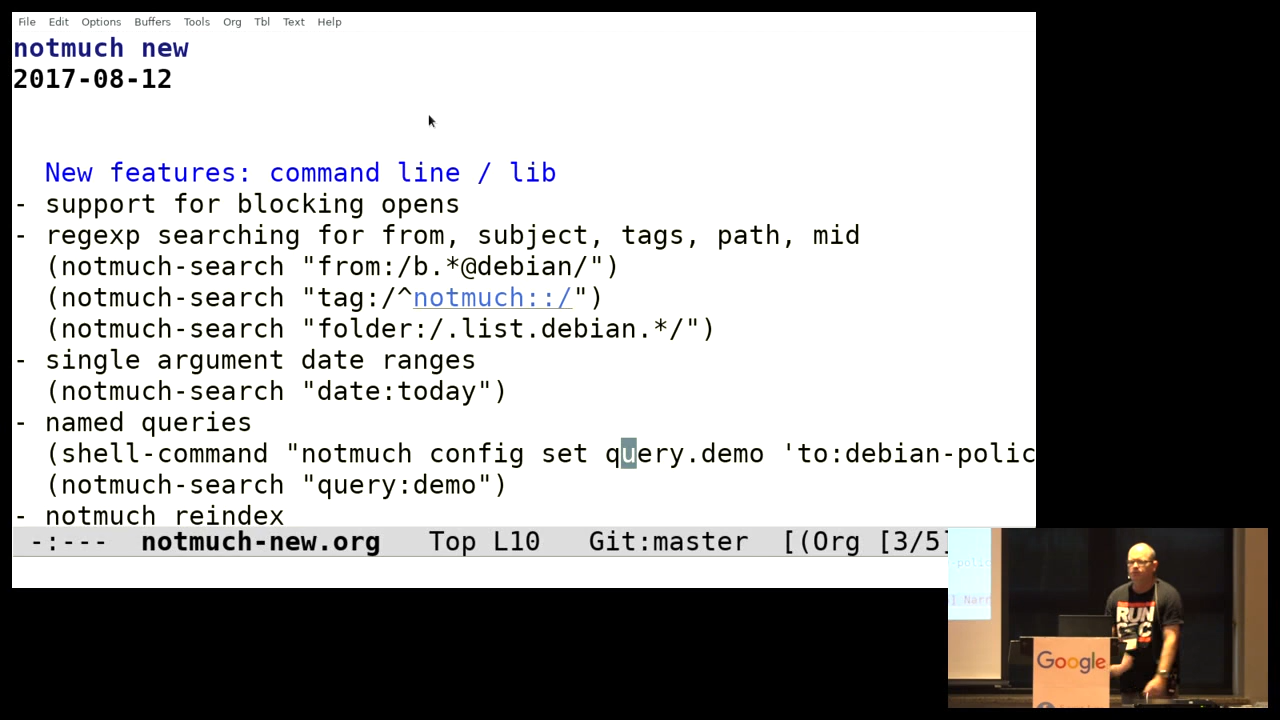 File Edit Options Buffers Tools Org Tbl Text Help
notmuch new
2017-08-12
New features: command line / lib
- support for blocking opens
- regexp searching for from, subject, tags, path, mid
(notmuch-search "from:/b.*@debian/")
(notmuch-search "tag:/^notmuch::/")
(notmuch-search "folder:/.list.debian.*/")
- single argument date ranges
(notmuch-search "date:today")
- named queries
(shell-command "notmuch config set query.demo 'to:debian-polic
(notmuch-search "query:demo")
- notmuch reindex
-:--- notmuch-new.org Top L10 Git:master [(Org [3/5]
-polic
] Narr
RUN
Google